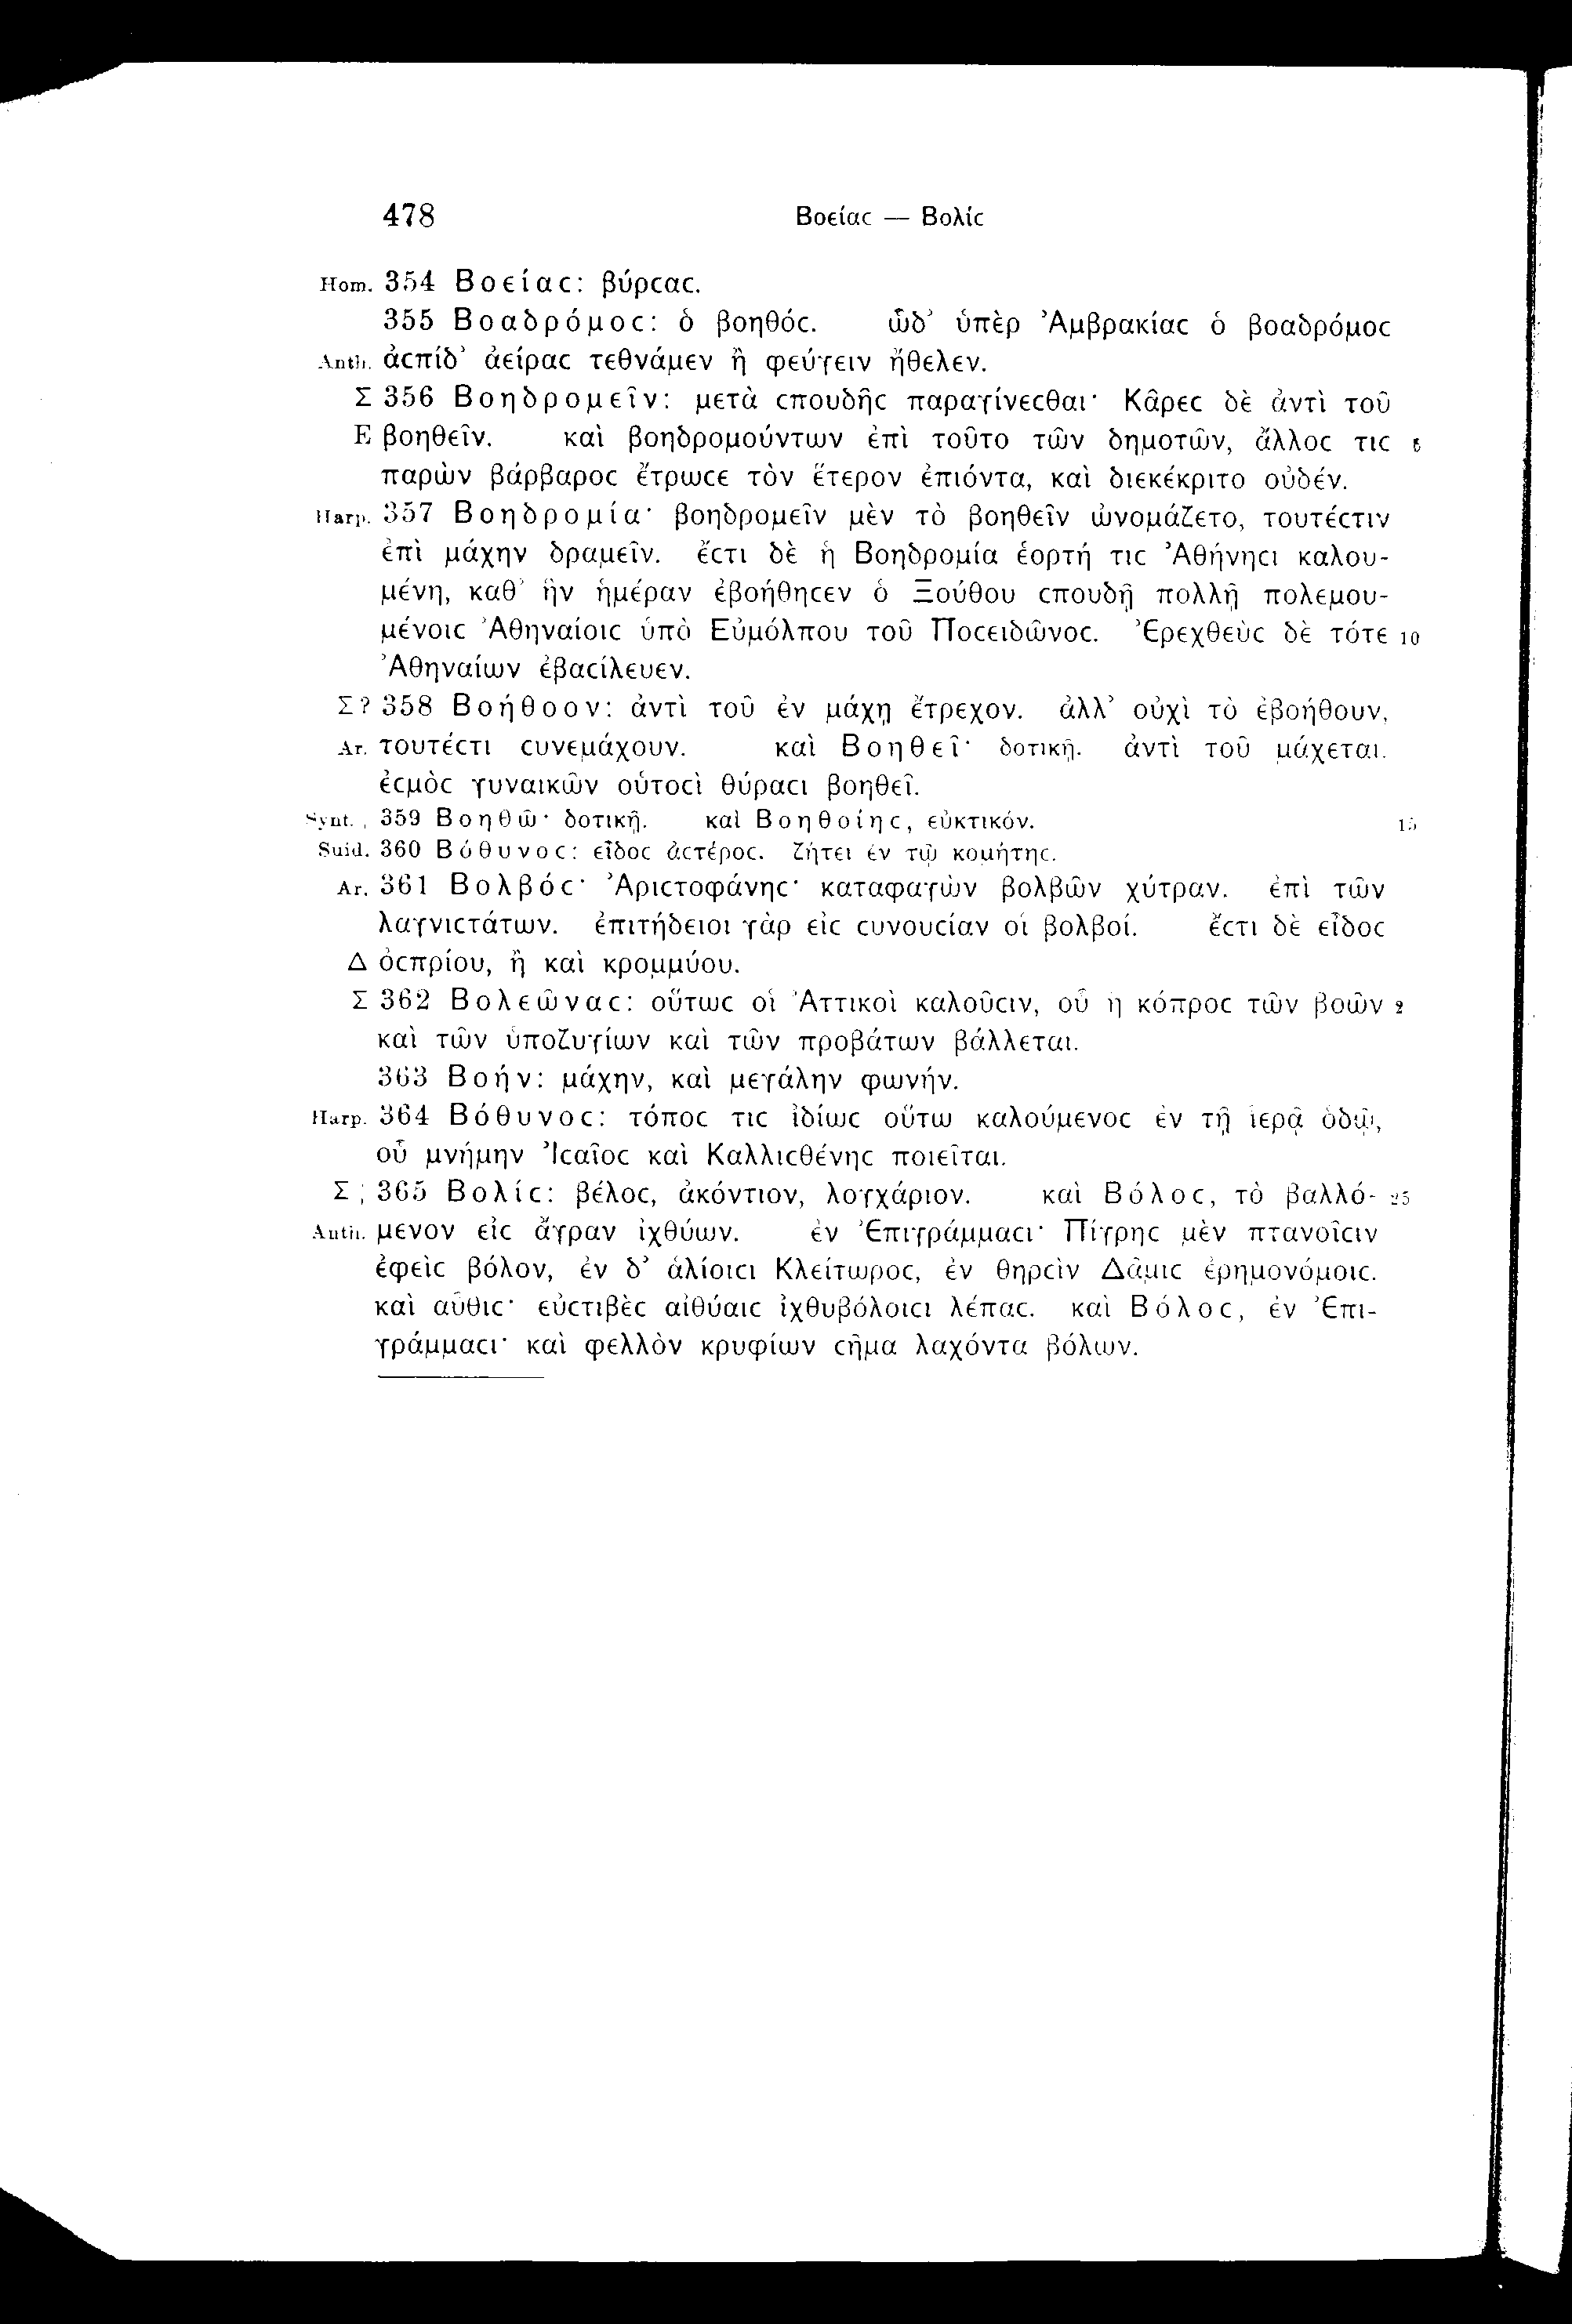 478 Βοείαϲ — Βολίϲ
Hom. 354 Βοείαϲ: βύρϲαϲ.
355 Βοαδρόμοϲ: ὁ βοηθόϲ. ὧδ’ ὑπὲρ Ἀμβρακίαϲ ὁ βοαδρόμοϲ
Anth. ἀϲπίδ’ ἀείραϲ τεθνάμεν ἢ φεύγειν ἤθελεν.
Σ 356 Βοηδρομεῖν: μετὰ ϲπουδῆϲ παραγίνεϲθαι· Κᾶρεϲ δὲ ἀντὶ τοῦ
E βοηθεῖν. καὶ βοηδρομούντων ἐπὶ τοῦτο τῶν δημοτῶν, ἄλλοϲ τιϲ 5
παρὼν βάρβαροϲ ἔτρωϲε τὸν ἕτερον ἐπιόντα, καὶ διεκέκριτο οὐδέν.
Harp. 357 Βοηδρομία· βοηδρομεῖν μὲν τὸ βοηθεῖν ὠνομάζετο, τουτέϲτιν
ἐπὶ μάχην δραμεῖν. ἔϲτι δὲ ἡ Βοηδρομία ἑορτή τιϲ Ἀθήνηϲι καλου-
μένη, καθ’ ἣν ἡμέραν ἐβοήθηϲεν ὁ Ξούθου ϲπουδῇ πολλῇ πολεμου-
μένοιϲ Ἀθηναίοιϲ ὑπὸ Εὐμόλπου τοῦ Ποϲειδῶνοϲ. Ἐρεχθεὺϲ δὲ τότε 10
Ἀθηναίων ἐβαϲίλευεν.
Σ? 358 Βοήθοον: ἀντὶ τοῦ ἐν μάχῃ ἔτρεχον. ἀλλ’ οὐχὶ τὸ ἐβοήθουν,
Ar. τουτέϲτι ϲυνεμάχουν. καὶ Βοηθεῖ· δοτικῇ. ἀντὶ τοῦ μάχεται.
ἐϲμὸϲ γυναικῶν οὑτοϲὶ θύραϲι βοηθεῖ.
Synt. , 359 Βοηθῶ· δοτικῇ. καὶ Βοηθοίηϲ, εὐκτικόν. 15
Suid. 360 Βόθυνοϲ: εἶδοϲ ἀϲτέροϲ. ζήτει ἐν τῷ κομήτηϲ.
Ar. 361 Βολβόϲ· Ἀριϲτοφάνηϲ· καταφαγὼν βολβῶν χύτραν. ἐπὶ τῶν
λαγνιϲτάτων. ἐπιτήδειοι γὰρ εἰϲ ϲυνουϲίαν οἱ βολβοί. ἔϲτι δὲ εἶδοϲ
Δ ὀϲπρίου, ἢ καὶ κρομμύου.
Σ 362 Βολεῶναϲ: οὕτωϲ οἱ Ἀττικοὶ καλοῦϲιν, οὗ ἡ κόπροϲ τῶν βοῶν 2
καὶ τῶν ὑποζυγίων καὶ τῶν προβάτων βάλλεται.
363 Βοήν: μάχην, καὶ μεγάλην φωνήν.
Harp. 364 Βόθυνοϲ: τόποϲ τιϲ ἰδίωϲ οὕτω καλούμενοϲ ἐν τῇ ἱερᾷ ὁδῷ,
οὗ μνήμην Ἰϲαῖοϲ καὶ Καλλιϲθένηϲ ποιεῖται.
Σ ; 365 Βολίϲ: βέλοϲ, ἀκόντιον, λογχάριον. καὶ Βόλοϲ, τὸ βαλλό- 25
Anth. μενον εἰϲ ἄγραν ἰχθύων. ἐν Ἐπιγράμμαϲι· Πίγρηϲ μὲν πτανοῖϲιν
ἐφεὶϲ βόλον, ἐν δ’ ἁλίοιϲι Κλείτωροϲ, ἐν θηρϲὶν Δᾶμιϲ ἐρημονόμοιϲ.
καὶ αὖθιϲ· εὐϲτιβὲϲ αἰθύαιϲ ἰχθυβόλοιϲι λέπαϲ. καὶ Βόλοϲ, ἐν Ἐπι-
γράμμαϲι· καὶ φελλὸν κρυφίων ϲῆμα λαχόντα βόλων.